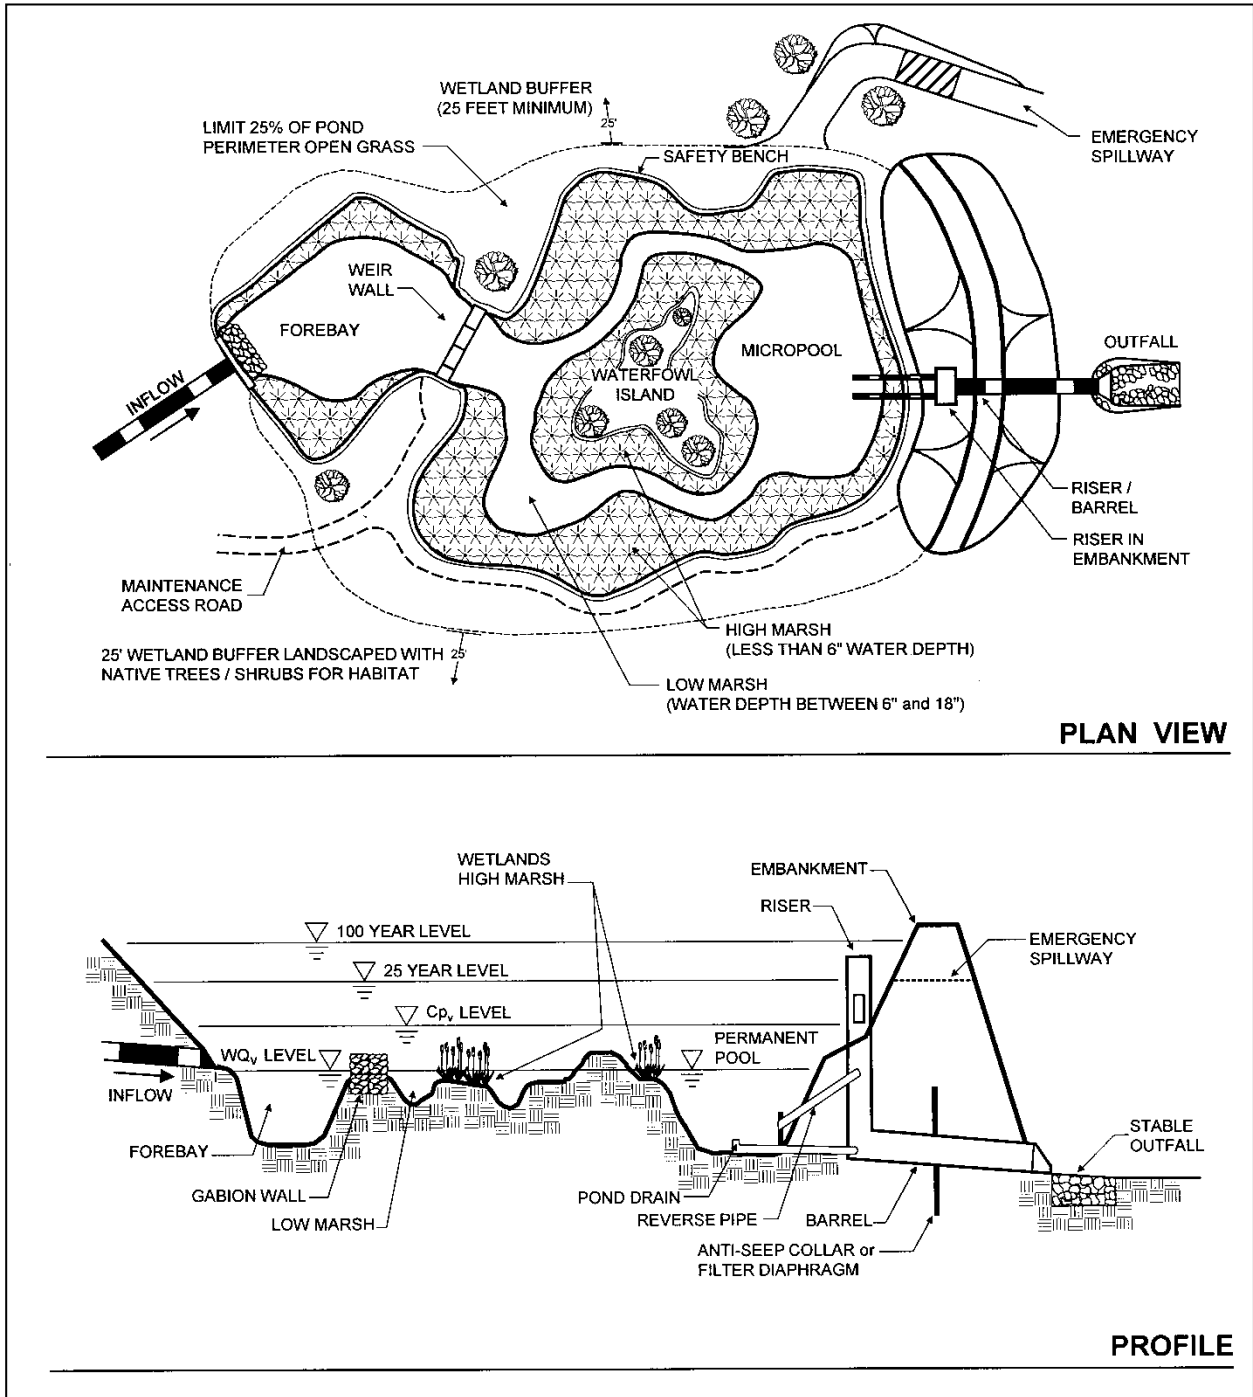 WETLAND BUFFER
(25 FEET MINIMUM)
25'
LIMIT 25% OF POND
PERIMETER OPEN GRASS
SAFETY BENCH
EMERGENCY
SPILLWAY
WEIR
WALL
FOREBAY
INFLOW
WATERFOWL
ISLAND
MICROPOOL
OUTFALL
RISER /
BARREL
RISER IN
EMBANKMENT
MAINTENANCE
ACCESS ROAD
25' WETLAND BUFFER LANDSCAPED WITH
NATIVE TREES / SHRUBS FOR HABITAT
25'
HIGH MARSH
(LESS THAN 6" WATER DEPTH)
LOW MARSH
(WATER DEPTH BETWEEN 6" and 18")
PLAN VIEW
WETLANDS
HIGH MARSH
EMBANKMENT
RISER
100 YEAR LEVEL
25 YEAR LEVEL
EMERGENCY
SPILLWAY
Cpv LEVEL
WQv LEVEL
PERMANENT
POOL
INFLOW
FOREBAY
GABION WALL
LOW MARSH
POND DRAIN
REVERSE PIPE
BARREL
STABLE
OUTFALL
ANTI-SEEP COLLAR or
FILTER DIAPHRAGM
PROFILE